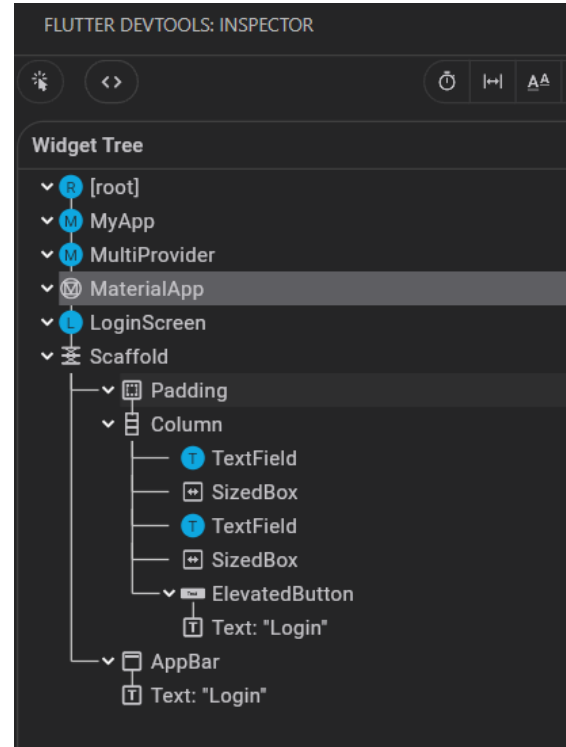 FLUTTER DEVTOOLS: INSPECTOR
Widget Tree
R [root]
M MyApp
M MultiProvider
MaterialApp
L LoginScreen
Scaffold
Padding
Column
T TextField
SizedBox
T TextField
SizedBox
ElevatedButton
T Text: "Login"
AppBar
T Text: "Login"